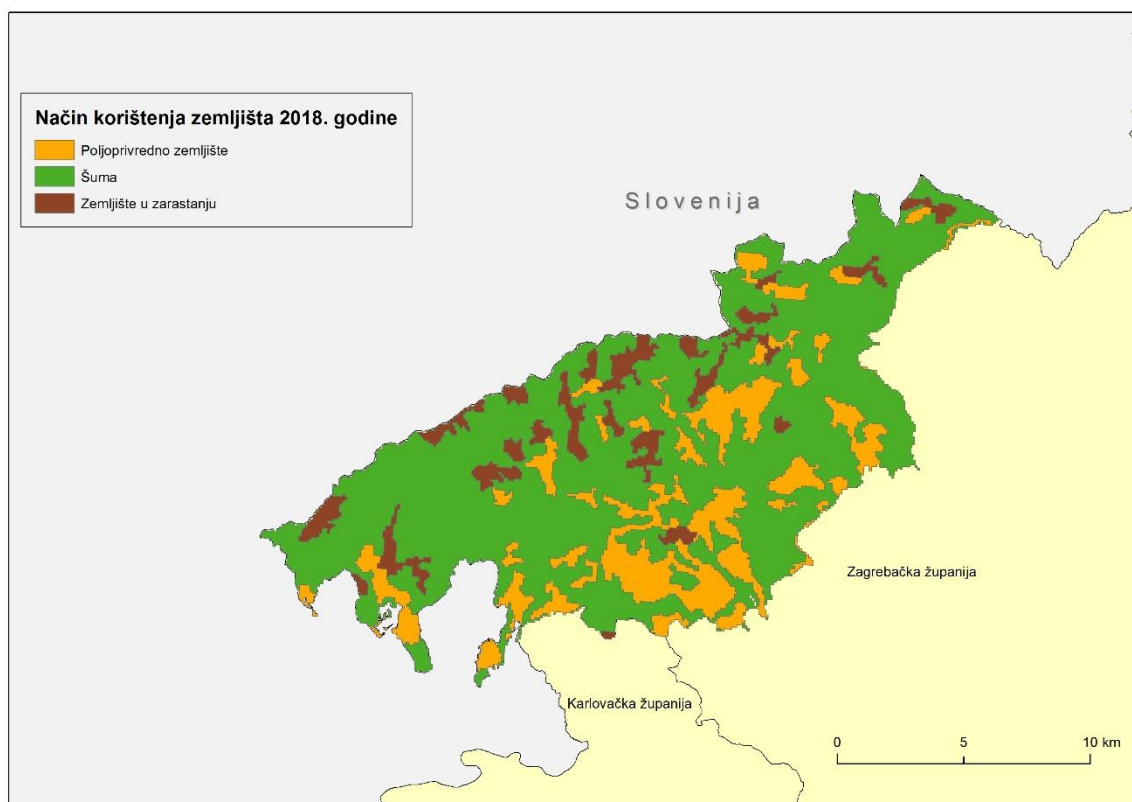 Način korištenja zemljišta 2018. godine
Poljoprivredno zemljište
Šuma
Zemljište u zarastanju
Slovenija
Zagrebačka županija
Karlovačka županija
0 5 10 km